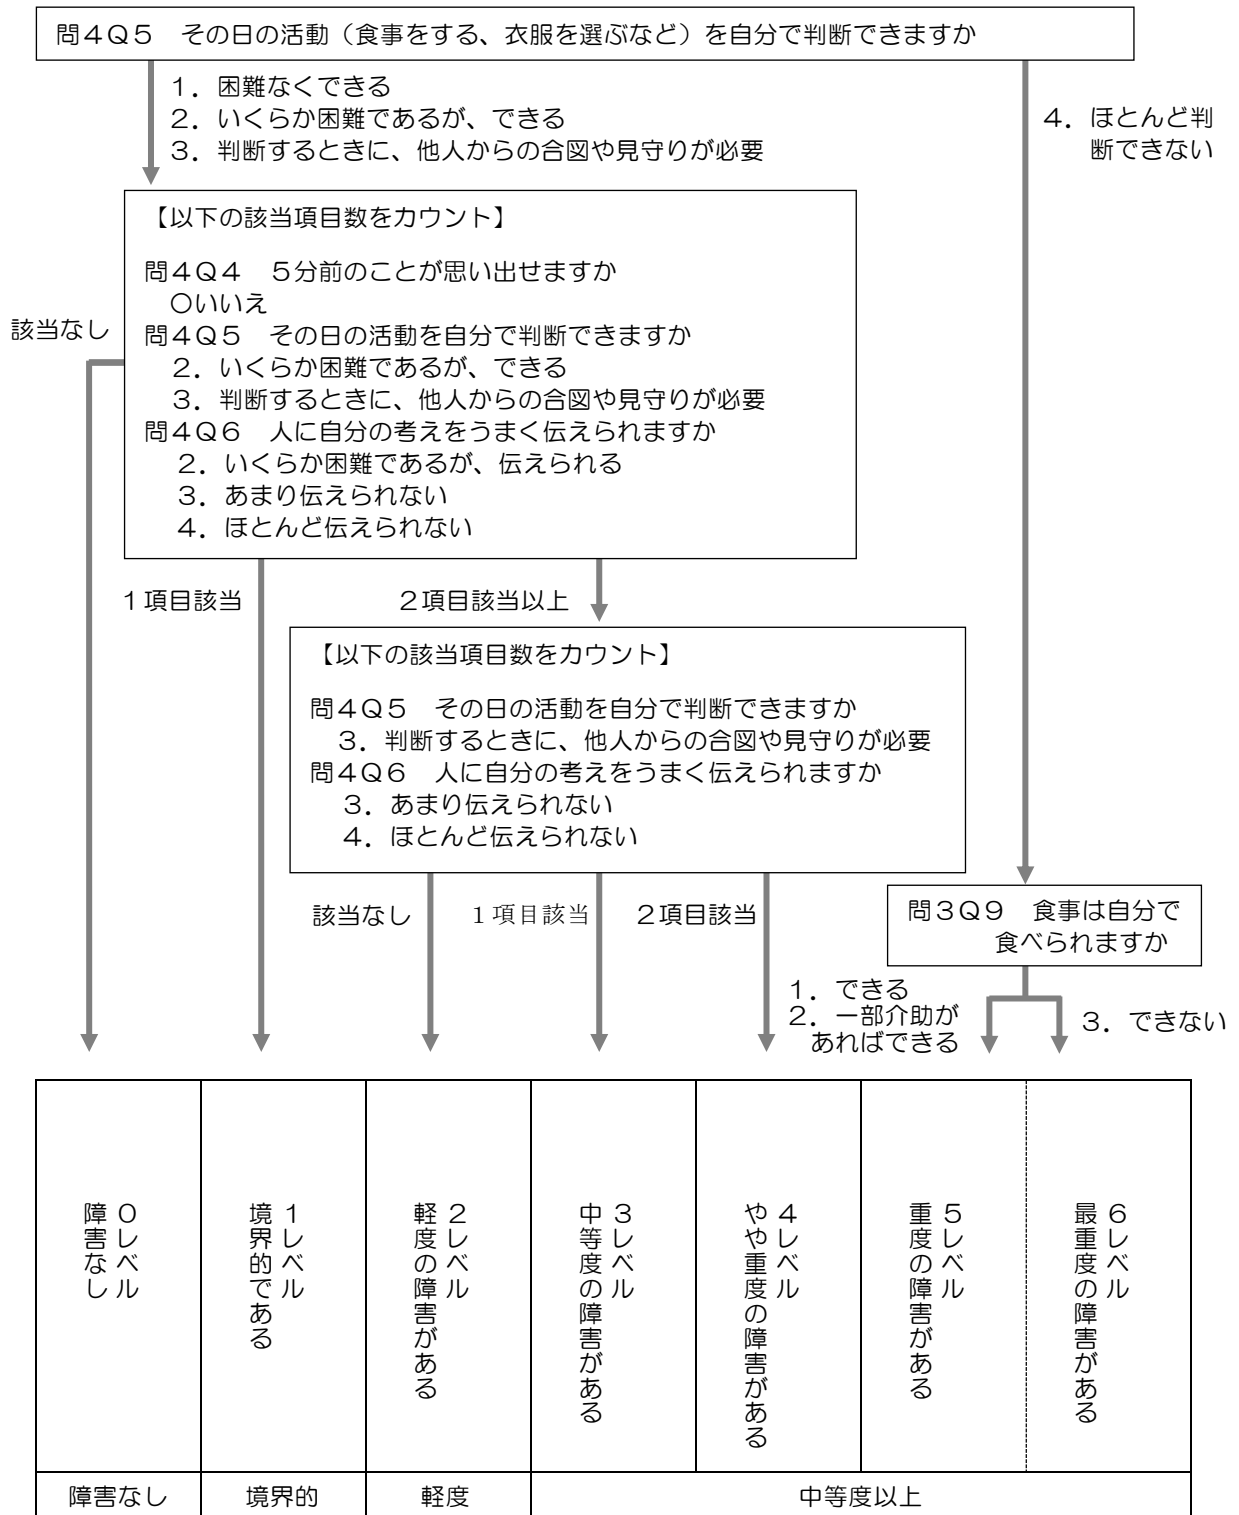 問４Ｑ５　その日の活動（食事をする、衣服を選ぶなど）を自分で判断できますか
１．困難なくできる
２．いくらか困難であるが、できる
３．判断するときに、他人からの合図や見守りが必要
４．ほとんど判
断できない
【以下の該当項目数をカウント】
問４Ｑ４　５分前のことが思い出せますか
〇いいえ
問４Ｑ５　その日の活動を自分で判断できますか
２．いくらか困難であるが、できる
３．判断するときに、他人からの合図や見守りが必要
問４Ｑ６　人に自分の考えをうまく伝えられますか
２．いくらか困難であるが、伝えられる
３．あまり伝えられない
４．ほとんど伝えられない
該当なし
１項目該当
２項目該当以上
【以下の該当項目数をカウント】
問４Ｑ５　その日の活動を自分で判断できますか
３．判断するときに、他人からの合図や見守りが必要
問４Ｑ６　人に自分の考えをうまく伝えられますか
３．あまり伝えられない
４．ほとんど伝えられない
該当なし
１項目該当
２項目該当
問３Ｑ９　食事は自分で
食べられますか
１．できる
２．一部介助が
あればできる
３．できない
０レベル
障害なし
１レベル
境界的である
２レベル
軽度の障害がある
３レベル
中等度の障害がある
４レベル
やや重度の障害がある
５レベル
重度の障害がある
６レベル
最重度の障害がある
障害なし
境界的
軽度
中等度以上